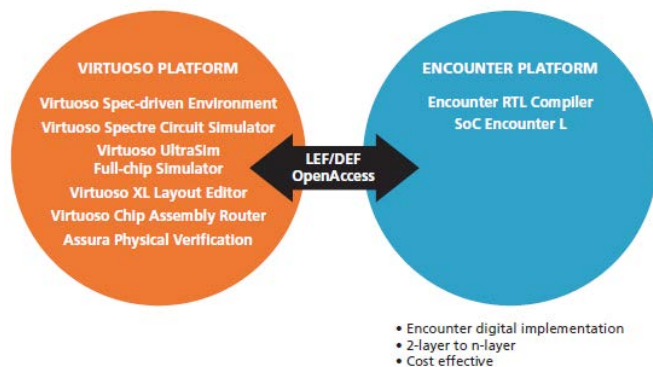 VIRTUOSO PLATFORM
Virtuoso Spec-driven Environment
Virtuoso Spectre Circuit Simulator
Virtuoso UltraSim
Full-chip Simulator
Virtuoso XL Layout Editor
Virtuoso Chip Assembly Router
Assura Physical Verification
LEF/DEF
OpenAccess
ENCOUNTER PLATFORM
Encounter RTL Compiler
SoC Encounter L
• Encounter digital implementation
• 2-layer to n-layer
• Cost effective